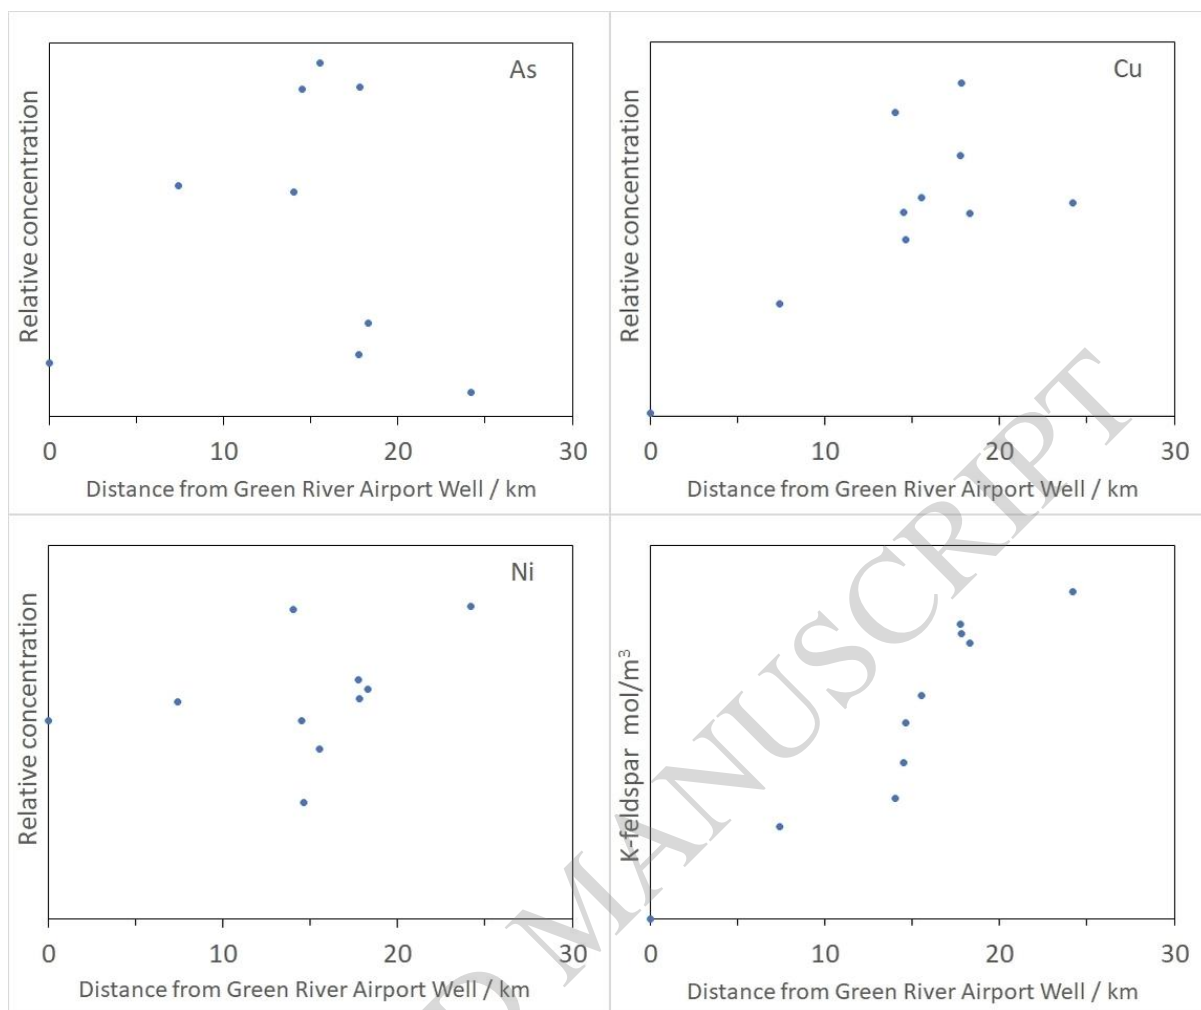 As
Relative concentration
0 10 20 30
Distance from Green River Airport Well / km
Cu
Relative concentration
0 10 20 30
Distance from Green River Airport Well / km
Ni
Relative concentration
0 10 20 30
Distance from Green River Airport Well / km
K-feldspar mol/m³
0 10 20 30
Distance from Green River Airport Well / km
D MANUSCRIPT